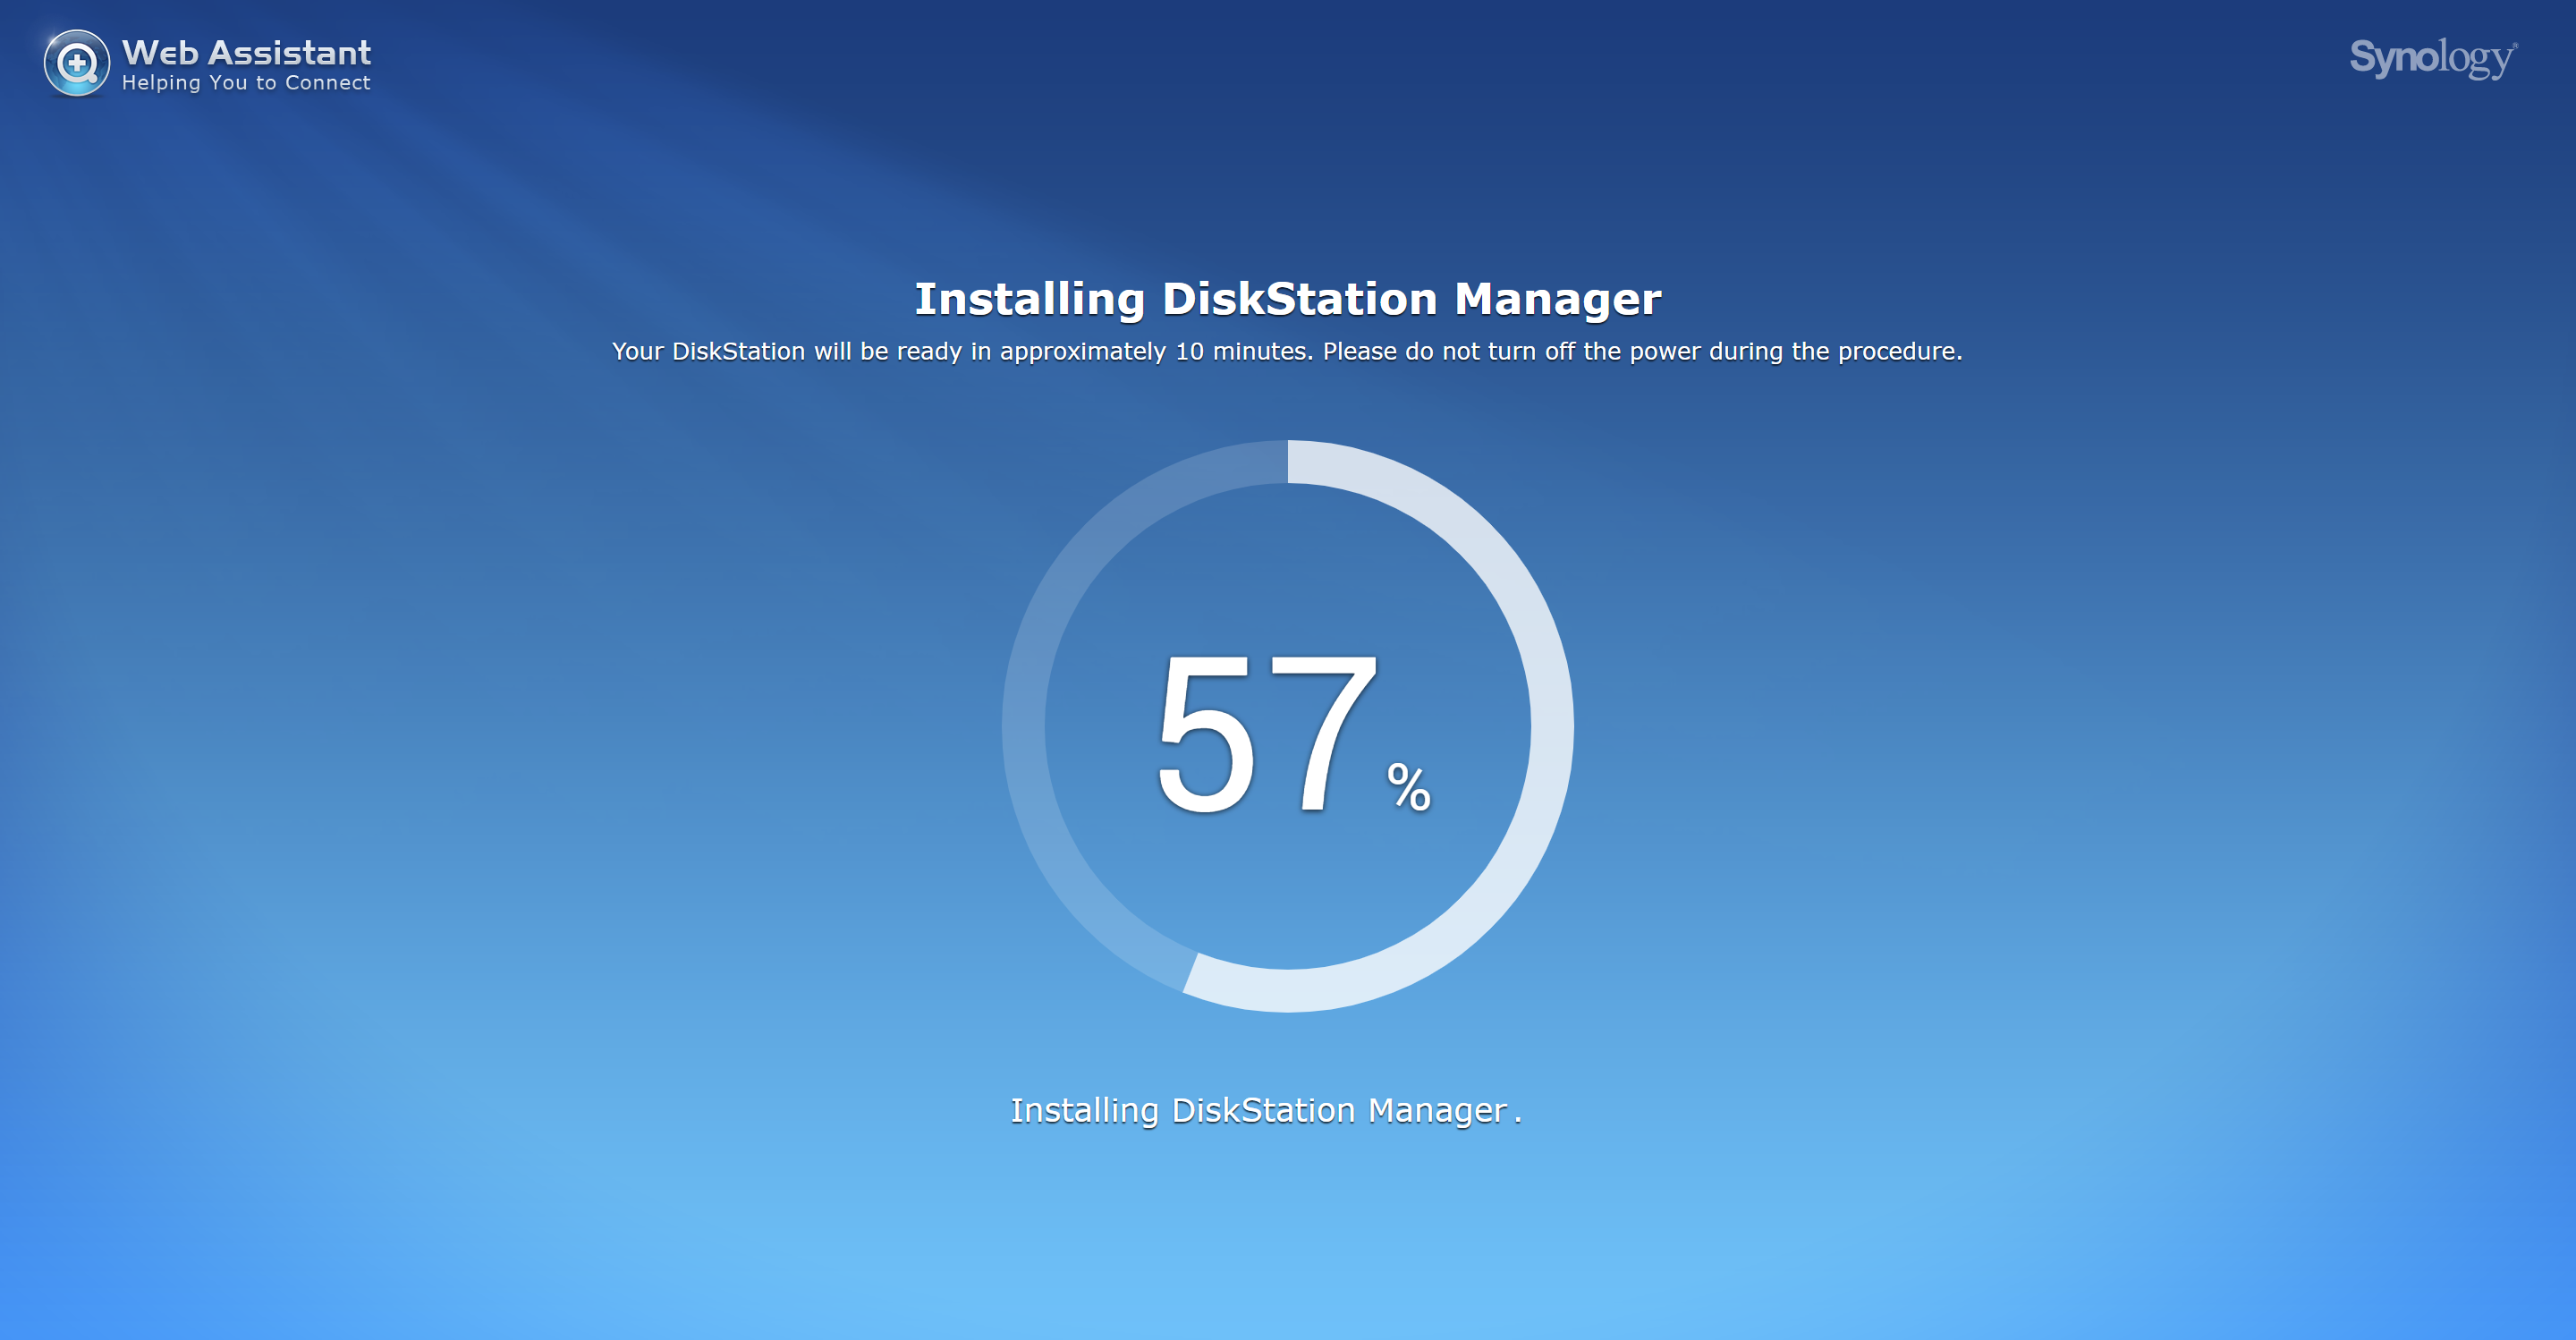 Web Assistant
Helping You to Connect
Synology®
Installing DiskStation Manager
Your DiskStation will be ready in approximately 10 minutes. Please do not turn off the power during the procedure.
57%
Installing DiskStation Manager.